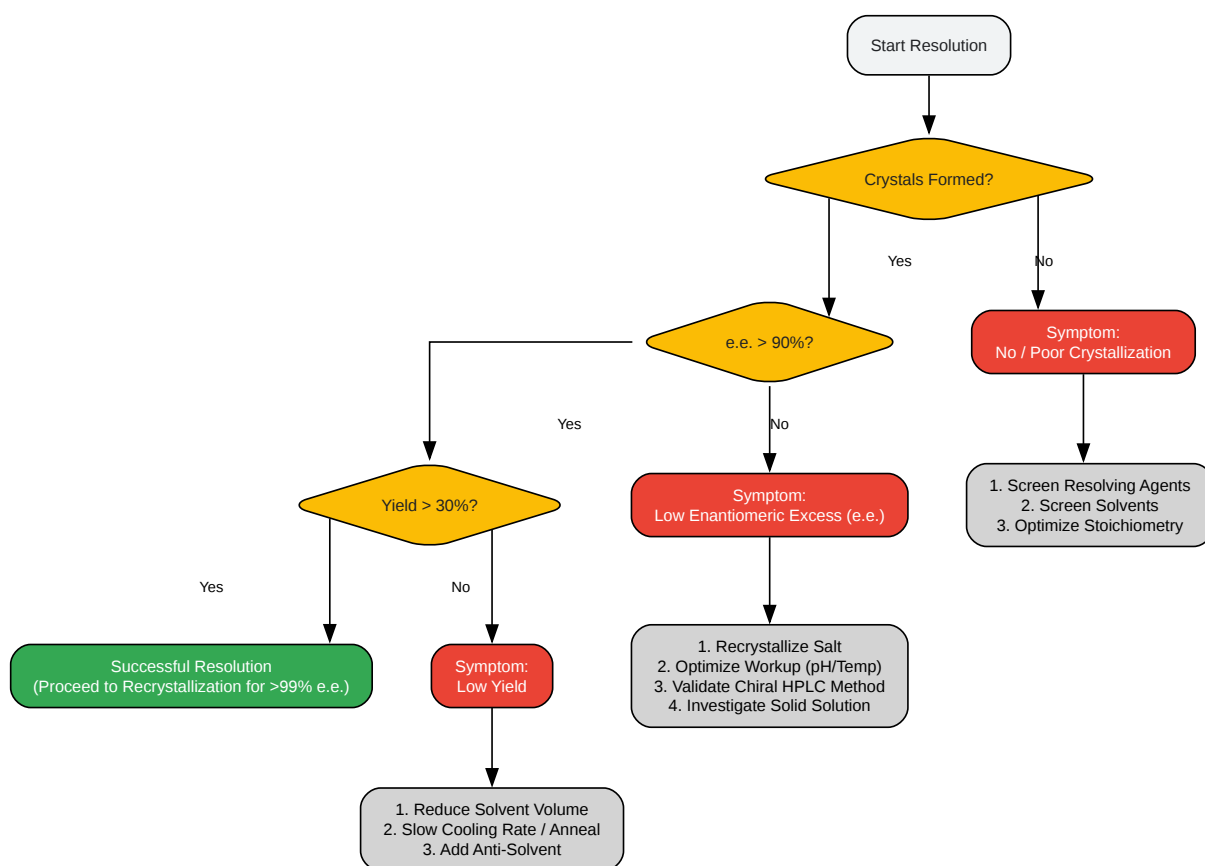 Start Resolution
Crystals Formed?
Yes
No
e.e. > 90%?
Symptom:
No / Poor Crystallization
Yes
No
Yield > 30%?
Symptom:
Low Enantiomeric Excess (e.e.)
1. Screen Resolving Agents
2. Screen Solvents
3. Optimize Stoichiometry
Yes
No
Successful Resolution
(Proceed to Recrystallization for >99% e.e.)
Symptom:
Low Yield
1. Recrystallize Salt
2. Optimize Workup (pH/Temp)
3. Validate Chiral HPLC Method
4. Investigate Solid Solution
1. Reduce Solvent Volume
2. Slow Cooling Rate / Anneal
3. Add Anti-Solvent